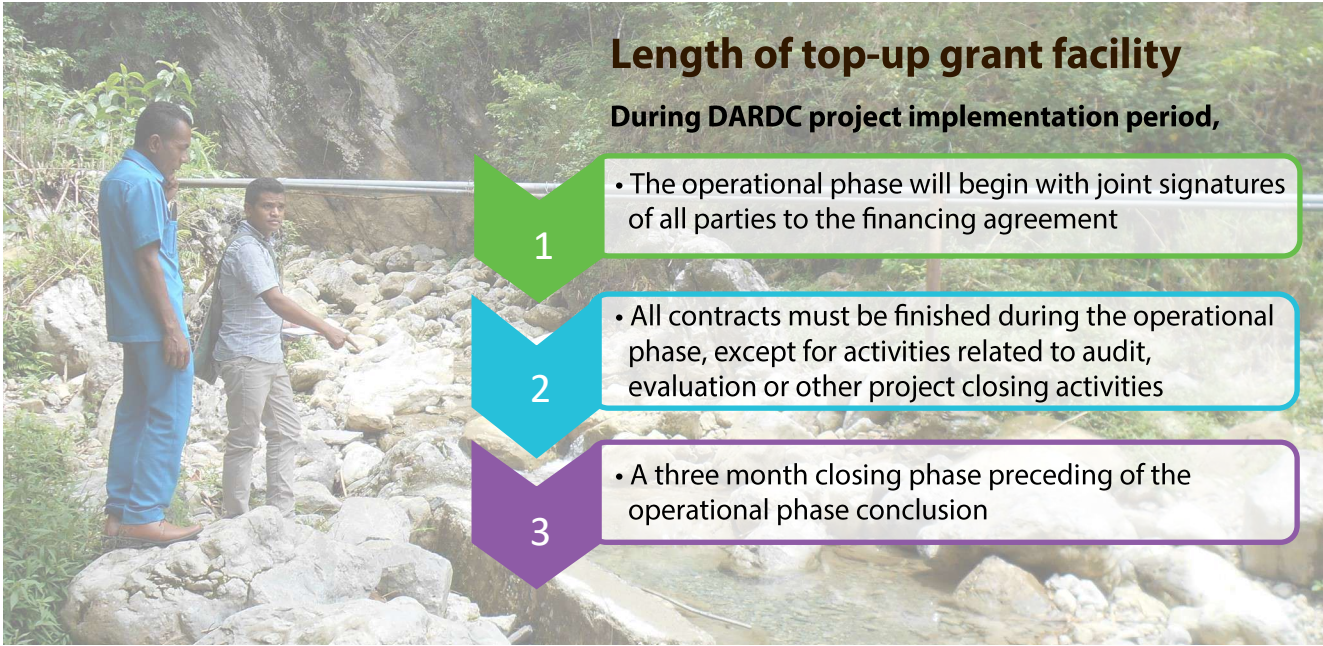 Length of top-up grant facility
During DARDC project implementation period,
1
• The operational phase will begin with joint signatures
of all parties to the financing agreement
2
• All contracts must be finished during the operational
phase, except for activities related to audit,
evaluation or other project closing activities
3
• A three month closing phase preceding of the
operational phase conclusion